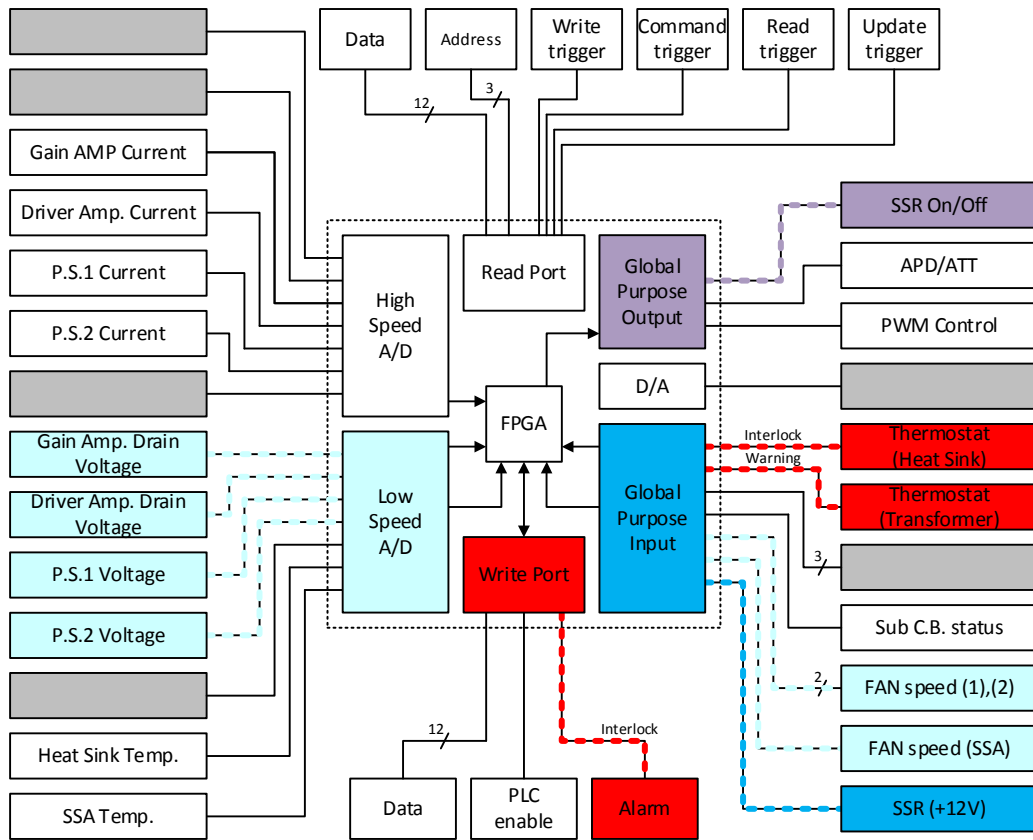 Data
Address
Write
trigger
Command
trigger
Read
trigger
Update
trigger
12
3
Gain AMP Current
Driver Amp. Current
P.S.1 Current
P.S.2 Current
Gain Amp. Drain
Voltage
Driver Amp. Drain
Voltage
P.S.1 Voltage
P.S.2 Voltage
Heat Sink Temp.
SSA Temp.
High
Speed
A/D
Read Port
Global
Purpose
Output
D/A
FPGA
Low
Speed
A/D
Write Port
Global
Purpose
Input
SSR On/Off
APD/ATT
PWM Control
Interlock
Thermostat
(Heat Sink)
Warning
Thermostat
(Transformer)
3
Sub C.B. status
2
FAN speed (1),(2)
FAN speed (SSA)
SSR (+12V)
12
Interlock
Data
PLC
enable
Alarm